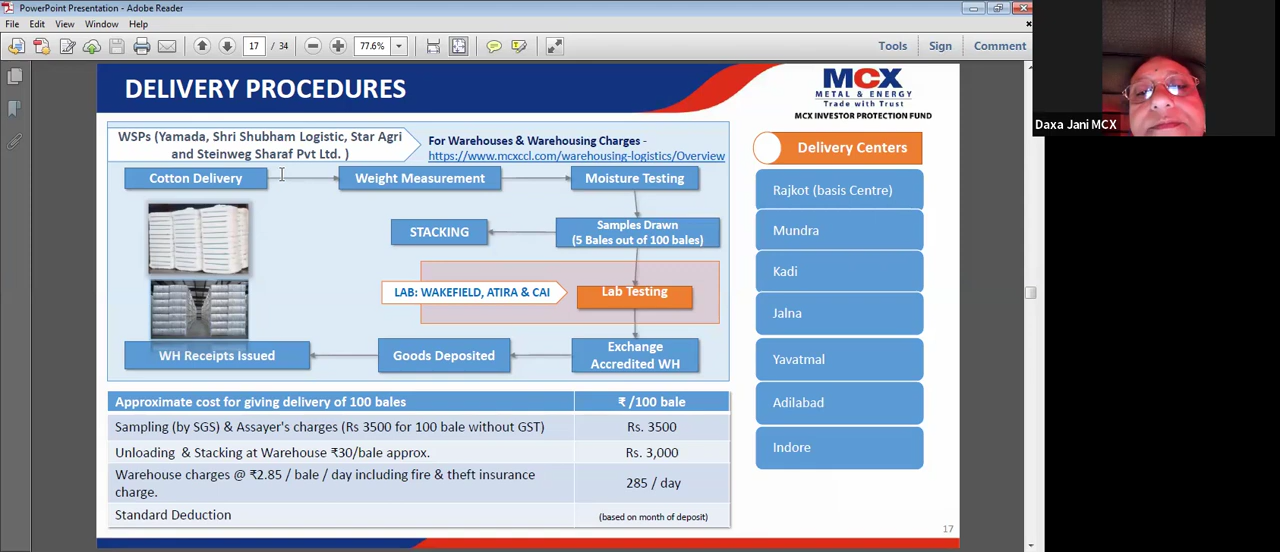 PowerPoint Presentation - Adobe Reader
File Edit View Window Help
17 / 34 77.6%
Tools Sign Comment
DELIVERY PROCEDURES
MCX
METAL & ENERGY
Trade with Trust
MCX INVESTOR PROTECTION FUND
WSPs (Yamada, Shri Shubham Logistic, Star Agri
and Steinweg Sharaf Pvt Ltd. )
For Warehouses & Warehousing Charges -
https://www.mcxccl.com/warehousing-logistics/Overview
Cotton Delivery
Weight Measurement
Moisture Testing
STACKING
Samples Drawn
(5 Bales out of 100 bales)
LAB: WAKEFIELD, ATIRA & CAI
Lab Testing
WH Receipts Issued
Goods Deposited
Exchange
Accredited WH
Approximate cost for giving delivery of 100 bales ₹ /100 bale
Sampling (by SGS) & Assayer's charges (Rs 3500 for 100 bale without GST) Rs. 3500
Unloading & Stacking at Warehouse ₹30/bale approx. Rs. 3,000
Warehouse charges @ ₹2.85 / bale / day including fire & theft insurance
charge. 285 / day
Standard Deduction (based on month of deposit)
Delivery Centers
Rajkot (basis Centre)
Mundra
Kadi
Jalna
Yavatmal
Adilabad
Indore
17
Daxa Jani MCX